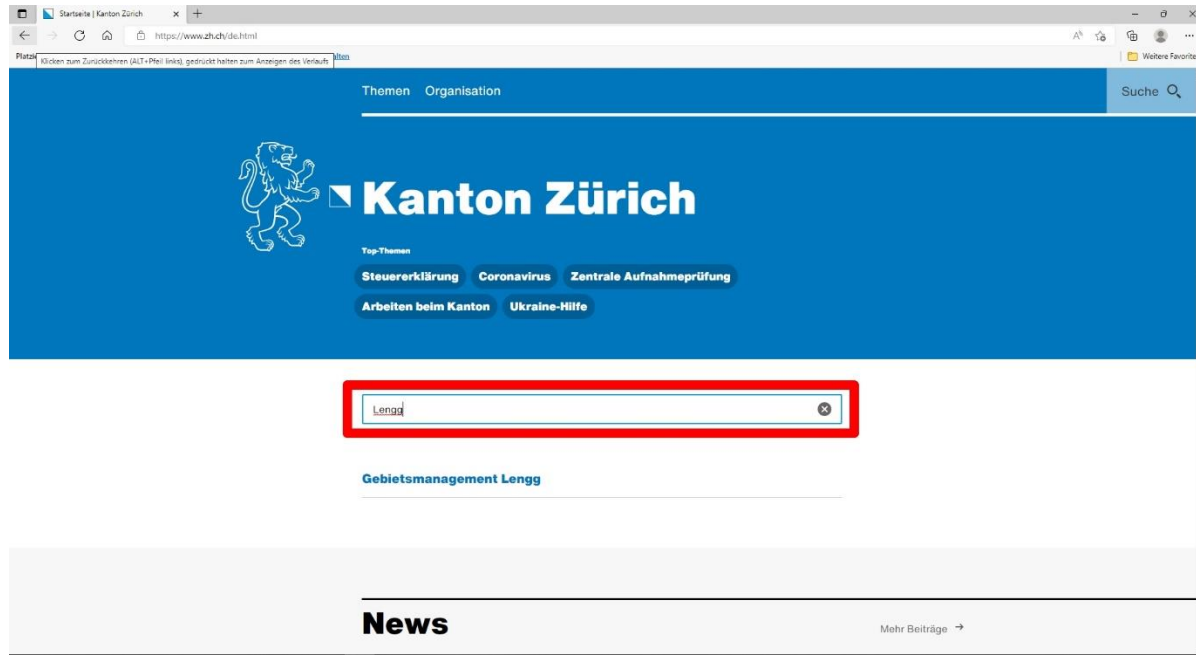 Startseite | Kanton Zürich
https://www.zh.ch/de.html
Klicken zum Zurückkehren (ALT+Pfeil links), gedrückt halten zum Anzeigen des Verlaufs
Weitere Favorite
Themen Organisation
Suche
Kanton Zürich
Top-Themen
Steuererklärung Coronavirus Zentrale Aufnahmeprüfung
Arbeiten beim Kanton Ukraine-Hilfe
Lengg
Gebietsmanagement Lengg
News
Mehr Beiträge →